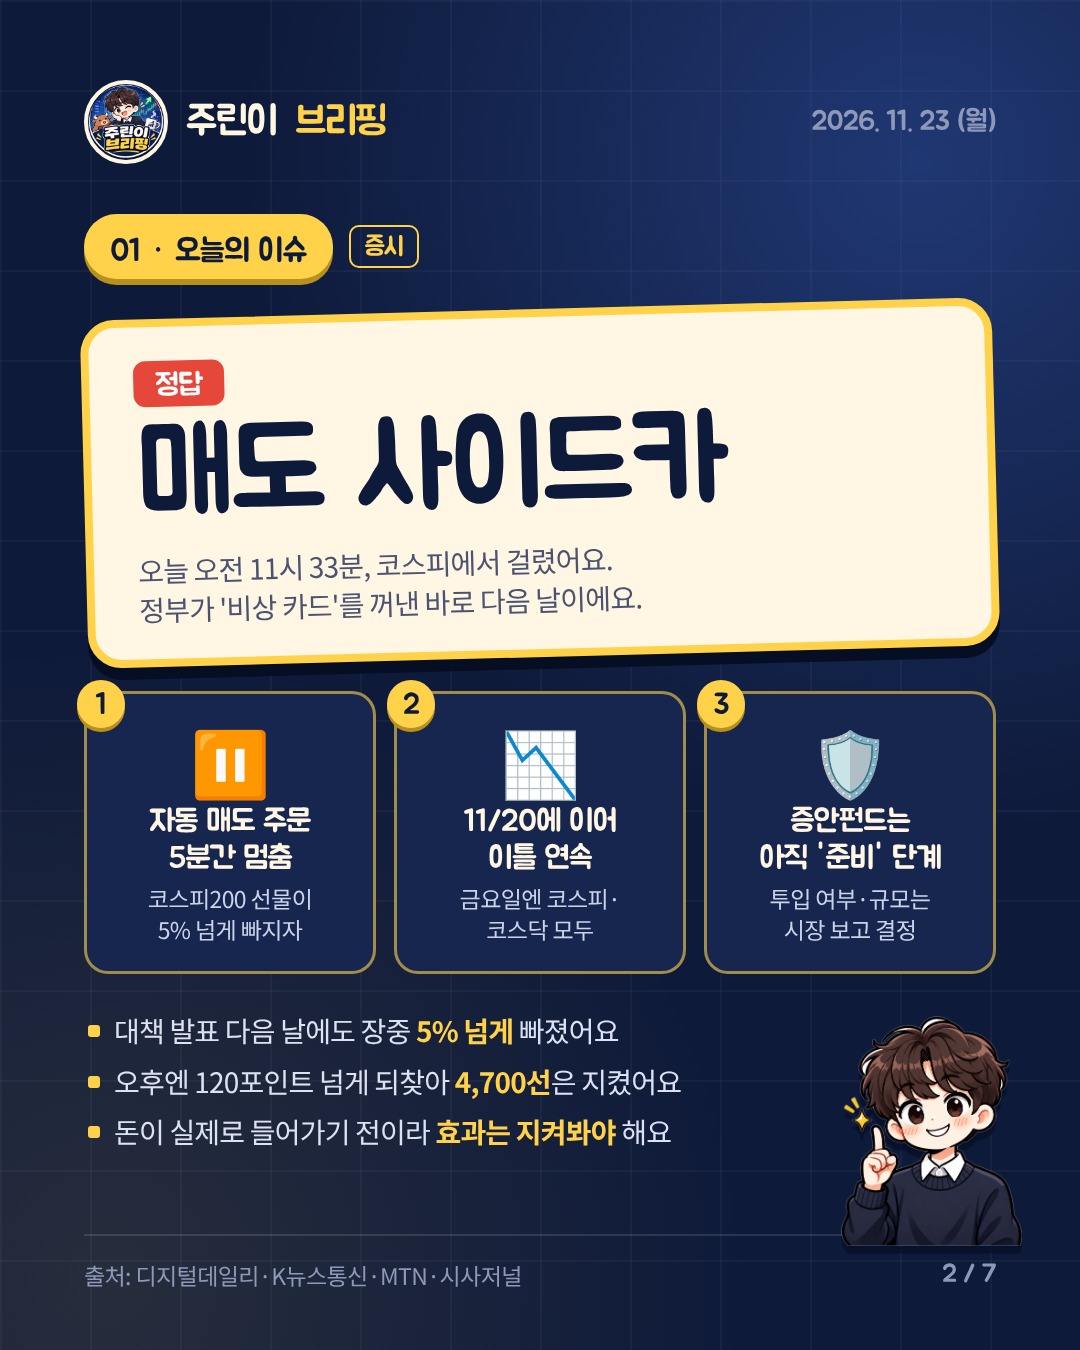 주린이
브리핑
주린이 브리핑
2026. 11. 23 (월)
01 · 오늘의 이슈
증시
정답
매도 사이드카
오늘 오전 11시 33분, 코스피에서 걸렸어요.
정부가 '비상 카드'를 꺼낸 바로 다음 날이에요.
1
자동 매도 주문
5분간 멈춤
코스피200 선물이
5% 넘게 빠지자
2
11/20에 이어
이틀 연속
금요일엔 코스피·
코스닥 모두
3
증안펀드는
아직 '준비' 단계
투입 여부·규모는
시장 보고 결정
대책 발표 다음 날에도 장중 5% 넘게 빠졌어요
오후엔 120포인트 넘게 되찾아 4,700선은 지켰어요
돈이 실제로 들어가기 전이라 효과는 지켜봐야 해요
출처: 디지털데일리·K뉴스통신·MTN·시사저널
2 / 7